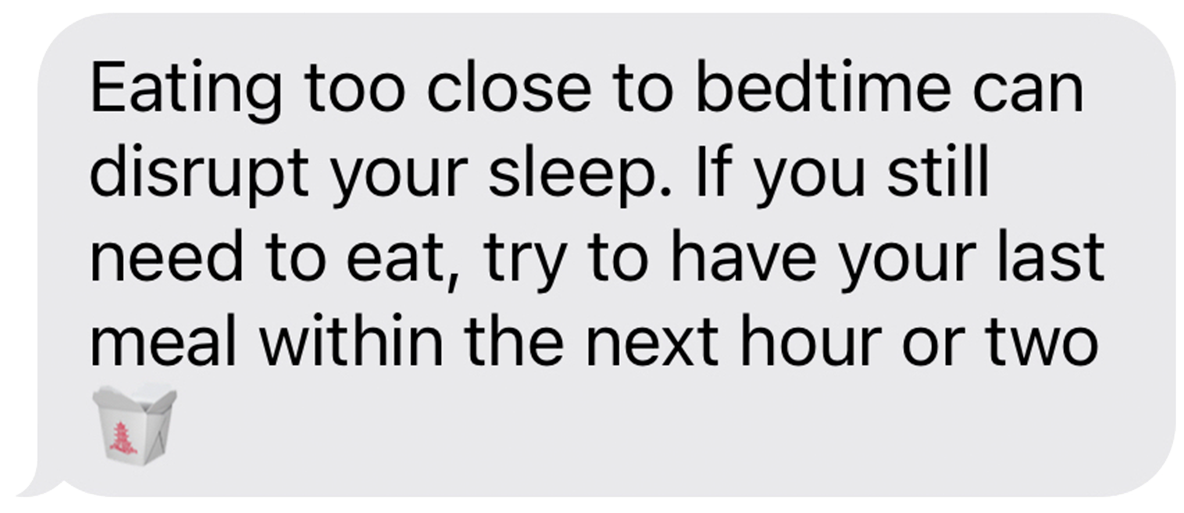 Eating too close to bedtime can
disrupt your sleep. If you still
need to eat, try to have your last
meal within the next hour or two
🥡